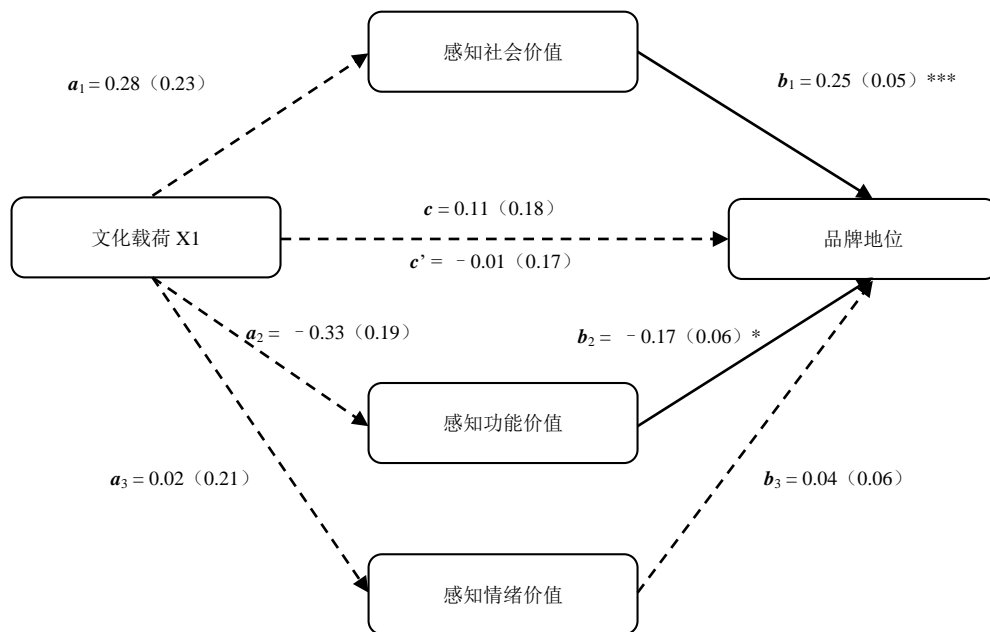 感知社会价值
a1 = 0.28（0.23）
b1 = 0.25（0.05）***
c = 0.11（0.18）
文化载荷 X1
品牌地位
c’ = －0.01（0.17）
a2 = －0.33（0.19）
b2 = －0.17（0.06）*
感知功能价值
a3 = 0.02（0.21）
b3 = 0.04（0.06）
感知情绪价值